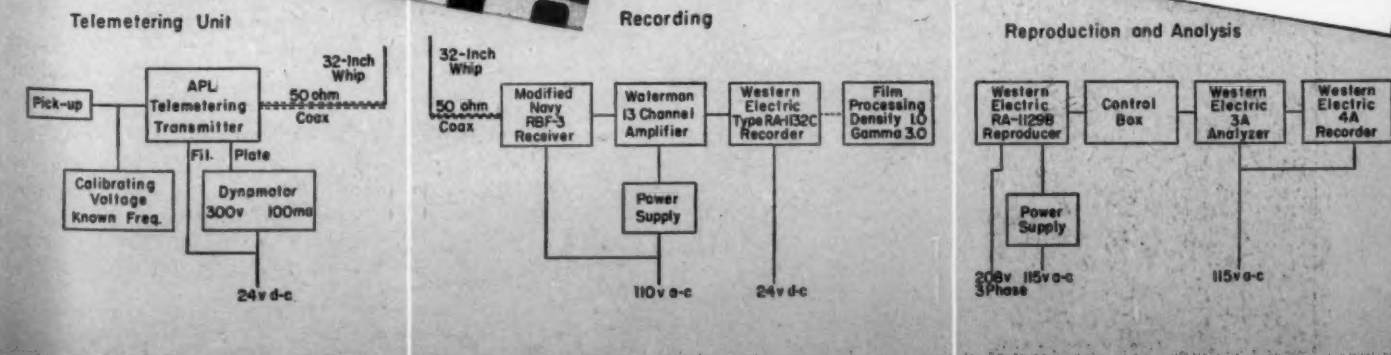 Telemetering Unit
Pick-up
APL
Telemetering
Transmitter
32-Inch
Whip
50 ohm
Coax
Fil.
Plate
Calibrating
Voltage
Known Freq.
Dynamotor
300v 100ma
24v d-c
Recording
32-Inch
Whip
50 ohm
Coax
Modified
Navy
RBF-3
Receiver
Waterman
13 Channel
Amplifier
Western
Electric
Type RA-1132C
Recorder
Film
Processing
Density 1.0
Gamma 3.0
Power
Supply
110v a-c
24v d-c
Reproduction and Analysis
Western
Electric
RA-1129B
Reproducer
Control
Box
Western
Electric
3A
Analyzer
Western
Electric
4A
Recorder
Power
Supply
208v
3Phase
115v a-c
115v a-c